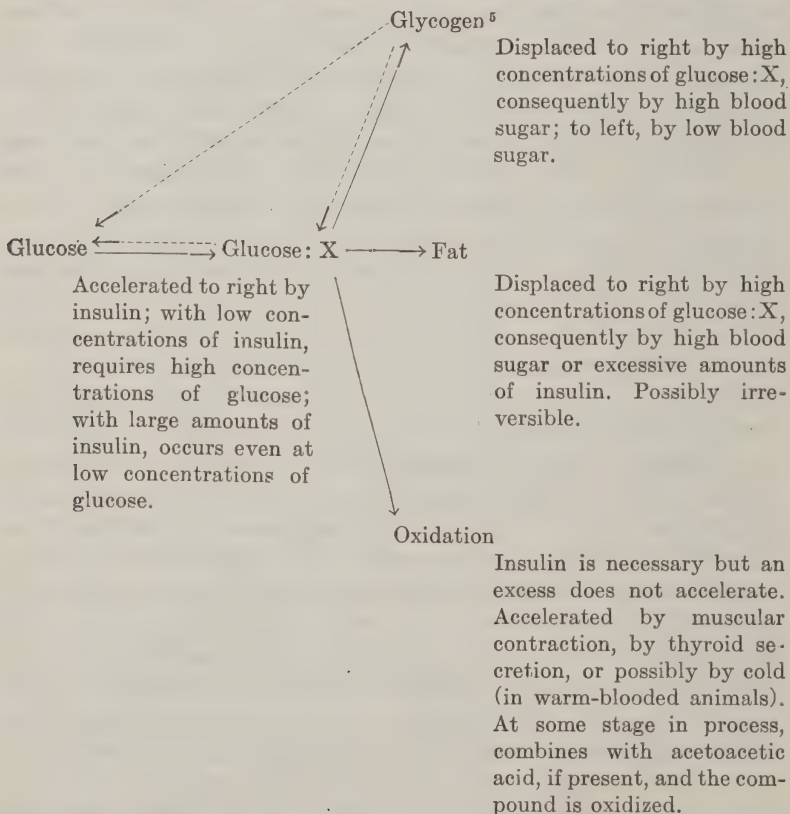 Glycogen ⁵
Displaced to right by high
concentrations of glucose:X,
consequently by high blood
sugar; to left, by low blood
sugar.
Glucose Glucose: X Fat
Accelerated to right by
insulin; with low con-
centrations of insulin,
requires high concen-
trations of glucose;
with large amounts of
insulin, occurs even at
low concentrations of
glucose.
Displaced to right by high
concentrations of glucose:X,
consequently by high blood
sugar or excessive amounts
of insulin. Possibly irre-
versible.
Oxidation
Insulin is necessary but an
excess does not accelerate.
Accelerated by muscular
contraction, by thyroid se-
cretion, or possibly by cold
(in warm-blooded animals).
At some stage in process,
combines with acetoacetic
acid, if present, and the com-
pound is oxidized.